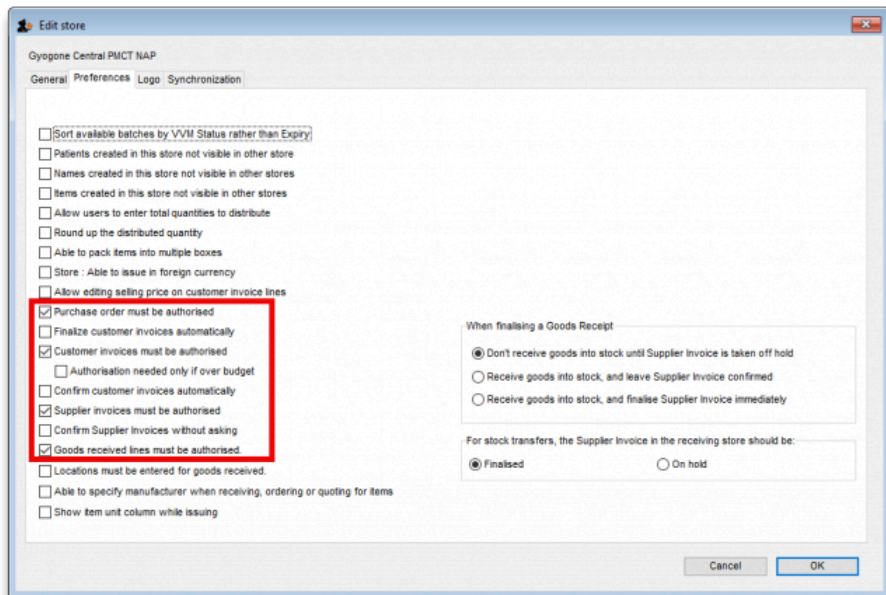 Edit store
Gyogone Central PMCT NAP
General Preferences Logo Synchronization
Sort available batches by VVM Status rather than Expiry
Patients created in this store not visible in other store
Names created in this store not visible in other stores
Items created in this store not visible in other stores
Allow users to enter total quantities to distribute
Round up the distributed quantity
Able to pack items into multiple boxes
Store : Able to issue in foreign currency
Allow editing selling price on customer invoice lines
Purchase order must be authorised
Finalize customer invoices automatically
Customer invoices must be authorised
Authorisation needed only if over budget
Confirm customer invoices automatically
Supplier invoices must be authorised
Confirm Supplier Invoices without asking
Goods received lines must be authorised.
Locations must be entered for goods received.
Able to specify manufacturer when receiving, ordering or quoting for items
Show item unit column while issuing
When finalising a Goods Receipt
Don't receive goods into stock until Supplier Invoice is taken off hold
Receive goods into stock, and leave Supplier Invoice confirmed
Receive goods into stock, and finalise Supplier Invoice immediately
For stock transfers, the Supplier Invoice in the receiving store should be:
Finalised On hold
Cancel OK